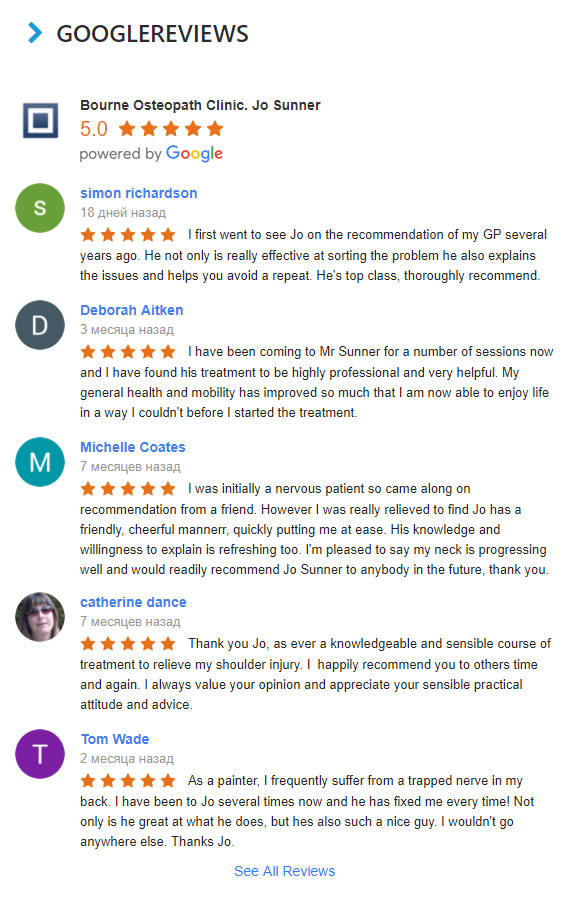 GOOGLEREVIEWS
Bourne Osteopath Clinic. Jo Sunner
5.0
powered by Google
S
simon richardson
18 дней назад
I first went to see Jo on the recommendation of my GP several
years ago. He not only is really effective at sorting the problem he also explains
the issues and helps you avoid a repeat. He's top class, thoroughly recommend.
D
Deborah Aitken
3 месяца назад
I have been coming to Mr Sunner for a number of sessions now
and I have found his treatment to be highly professional and very helpful. My
general health and mobility has improved so much that I am now able to enjoy life
in a way I couldn't before I started the treatment.
M
Michelle Coates
7 месяцев назад
I was initially a nervous patient so came along on
recommendation from a friend. However I was really relieved to find Jo has a
friendly, cheerful mannerr, quickly putting me at ease. His knowledge and
willingness to explain is refreshing too. I'm pleased to say my neck is progressing
well and would readily recommend Jo Sunner to anybody in the future, thank you.
catherine dance
7 месяцев назад
Thank you Jo, as ever a knowledgeable and sensible course of
treatment to relieve my shoulder injury. I  happily recommend you to others time
and again. I always value your opinion and appreciate your sensible practical
attitude and advice.
T
Tom Wade
2 месяца назад
As a painter, I frequently suffer from a trapped nerve in my
back. I have been to Jo several times now and he has fixed me every time! Not
only is he great at what he does, but hes also such a nice guy. I wouldn't go
anywhere else. Thanks Jo.
See All Reviews